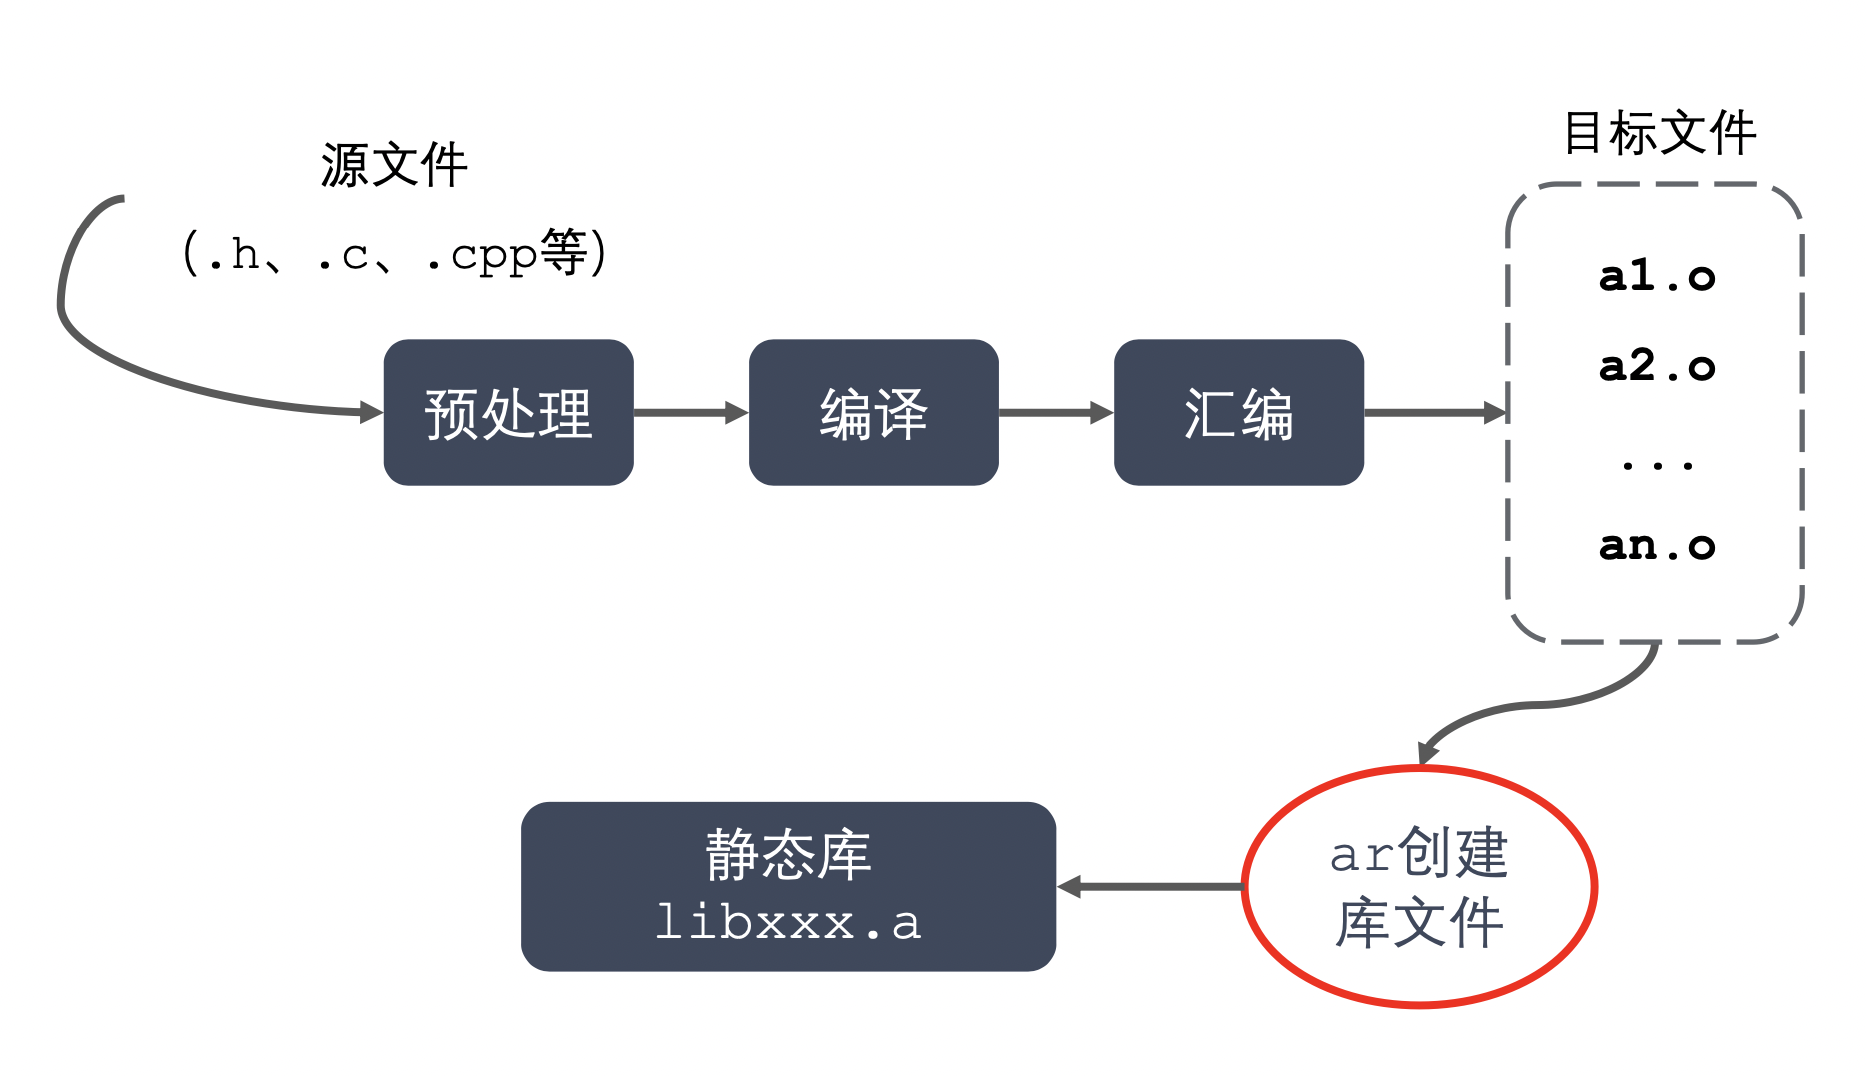 源文件
(.h、.c、.cpp等)
预处理
编译
汇编
目标文件
a1.o
a2.o
...
an.o
ar创建
库文件
静态库
libxxx.a